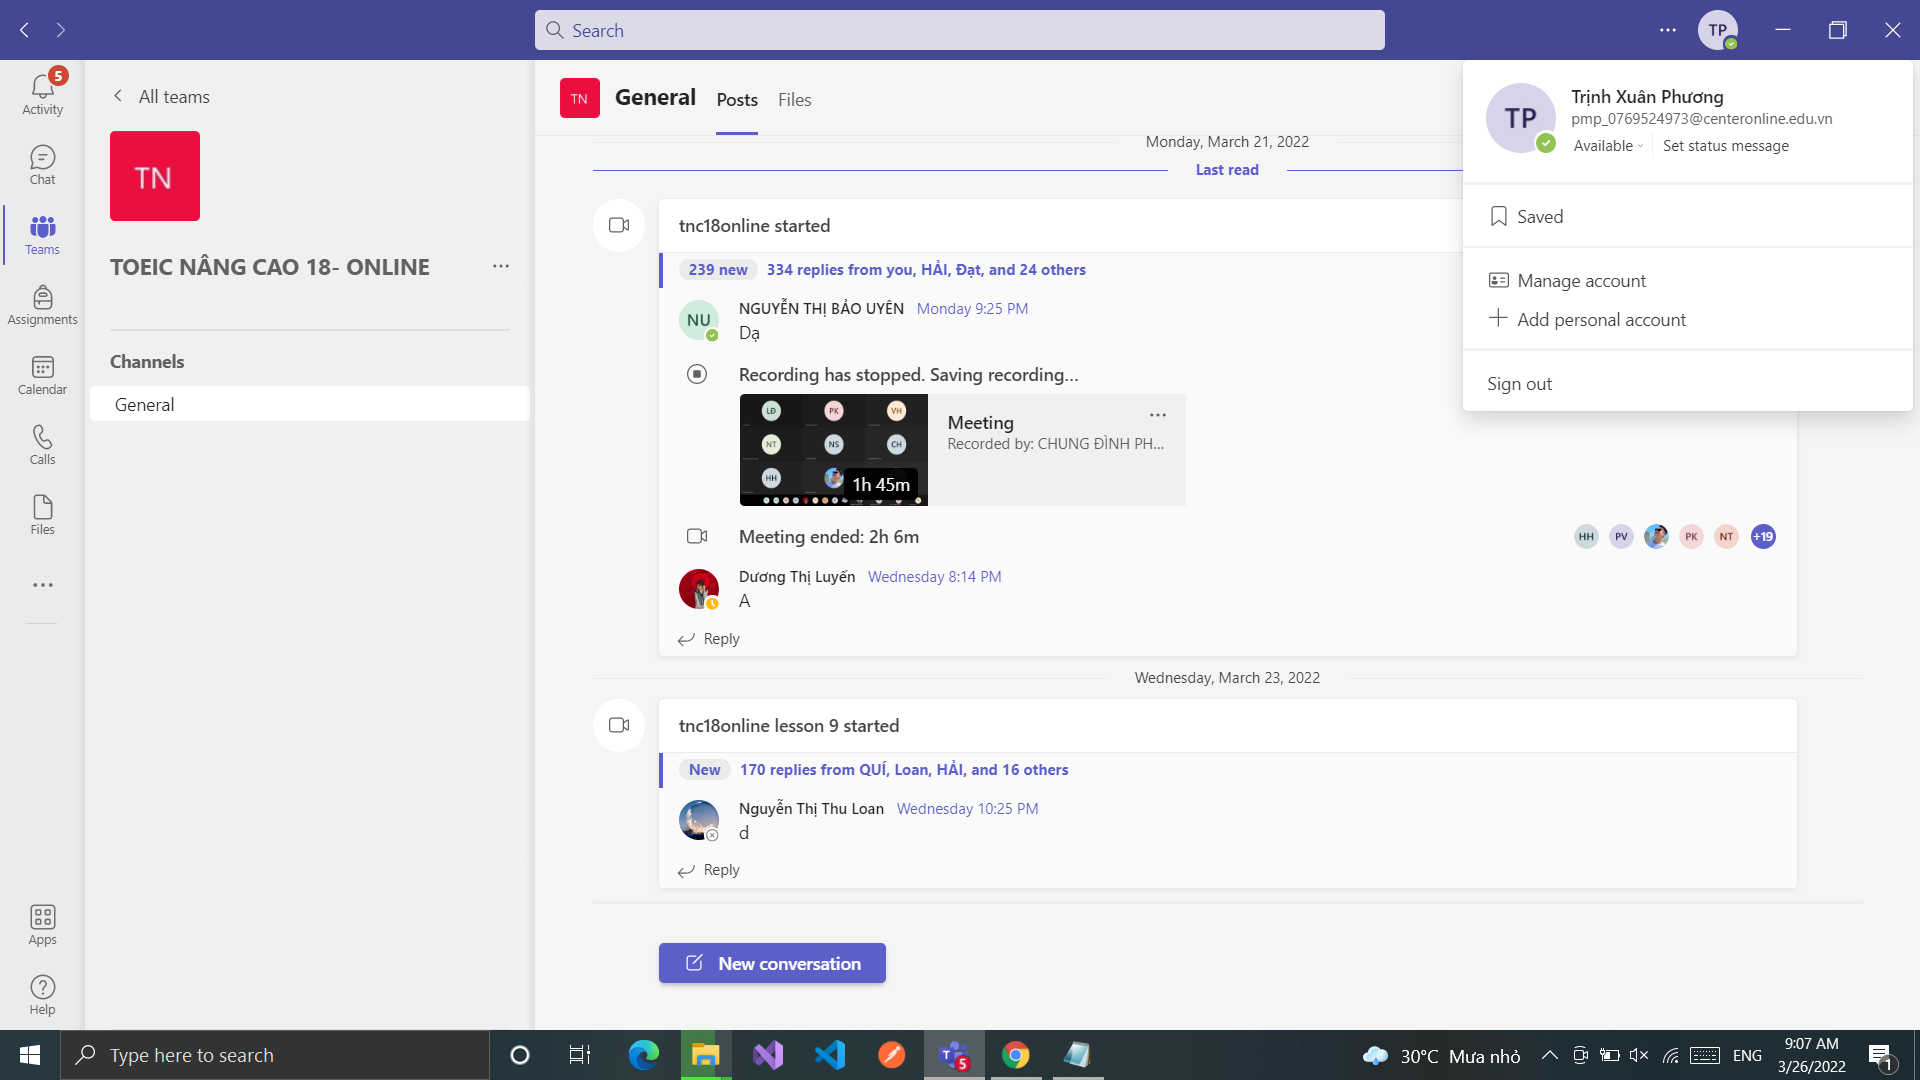 Search
TP
5
Activity
Chat
Teams
Assignments
Calendar
Calls
Files
Apps
Help
All teams
TN
TOEIC NÂNG CAO 18- ONLINE
Channels
General
TN
General
Posts
Files
Monday, March 21, 2022
Last read
tnc18online started
239 new
334 replies from you, HẢI, Đạt, and 24 others
NU
NGUYỄN THỊ BẢO UYÊN
Monday 9:25 PM
Dạ
Recording has stopped. Saving recording...
LD
PK
VH
NT
NS
CH
HH
1h 45m
Meeting
Recorded by: CHUNG ĐÌNH PH...
Meeting ended: 2h 6m
HH
PV
PK
NT
+19
Dương Thị Luyến
Wednesday 8:14 PM
A
Reply
Wednesday, March 23, 2022
tnc18online lesson 9 started
New
170 replies from QUÍ, Loan, HẢI, and 16 others
Nguyễn Thị Thu Loan
Wednesday 10:25 PM
d
Reply
New conversation
TP
Trịnh Xuân Phương
pmp_0769524973@centeronline.edu.vn
Available
Set status message
Saved
Manage account
Add personal account
Sign out
Type here to search
5
30°C Mưa nhỏ
ENG
9:07 AM
3/26/2022
1